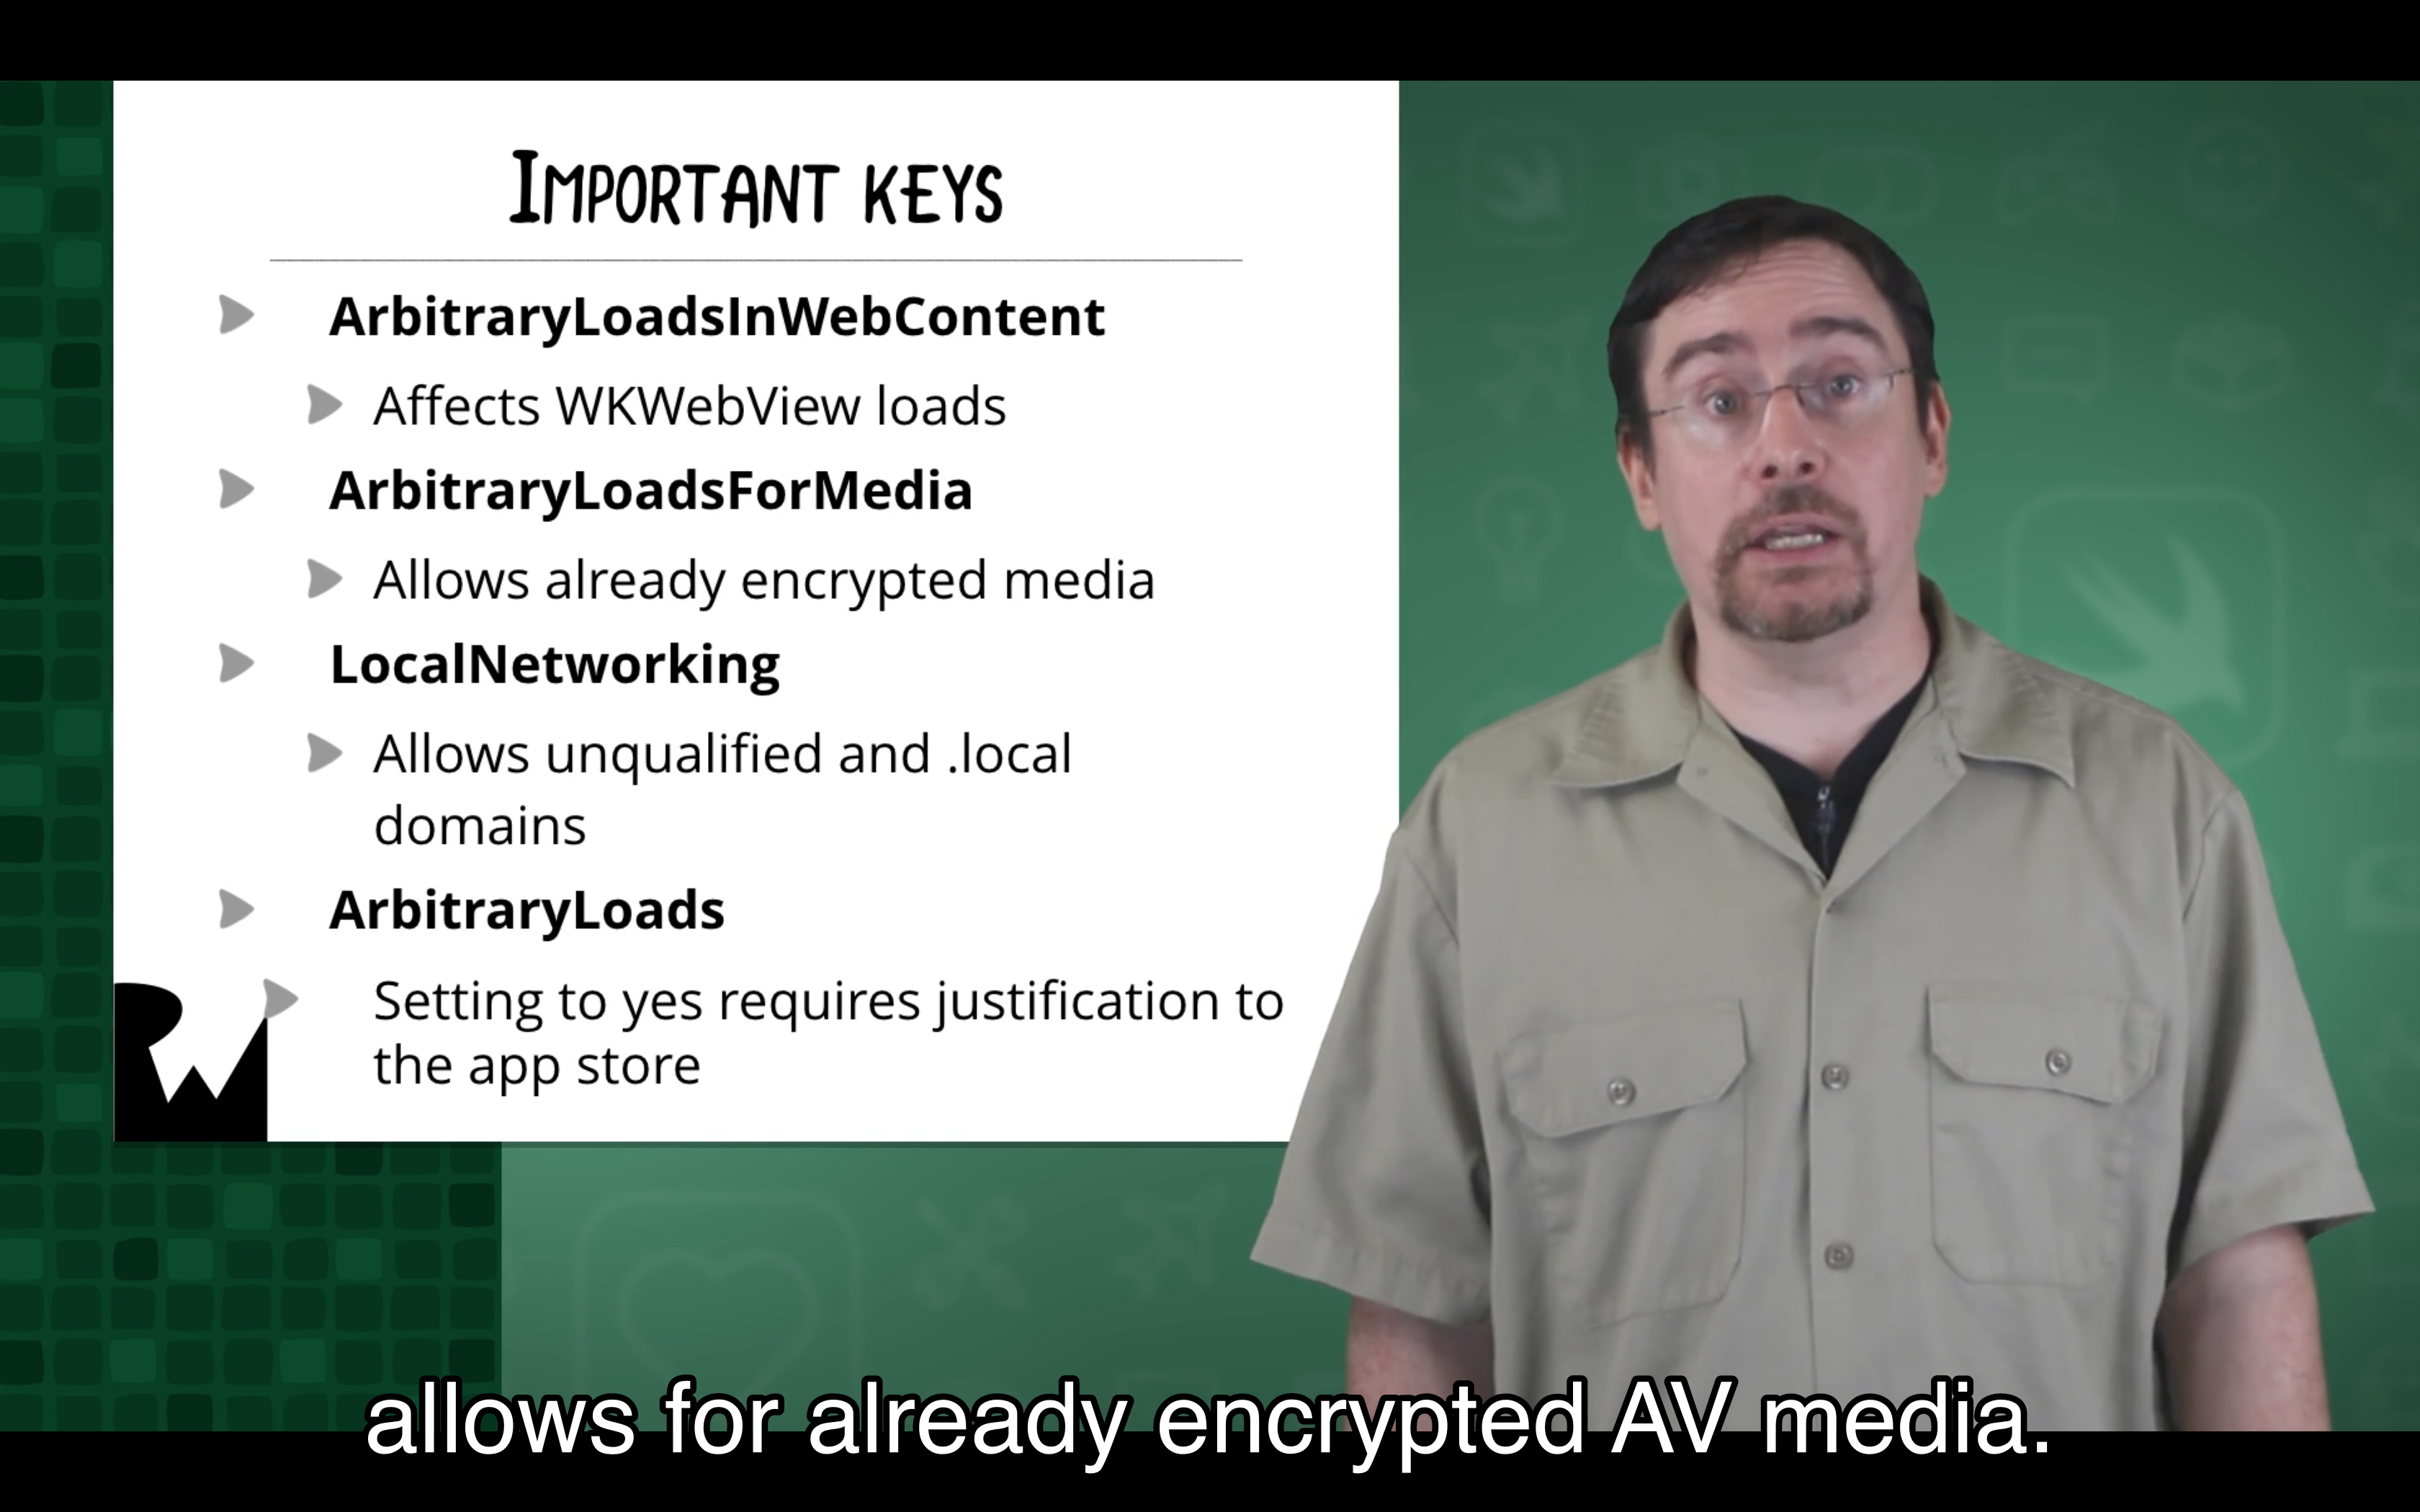 IMPORTANT KEYS
ArbitraryLoadsInWebContent
Affects WKWebView loads
ArbitraryLoadsForMedia
Allows already encrypted media
LocalNetworking
Allows unqualified and .local
domains
ArbitraryLoads
Setting to yes requires justification to
the app store
RW
allows for already encrypted AV media.